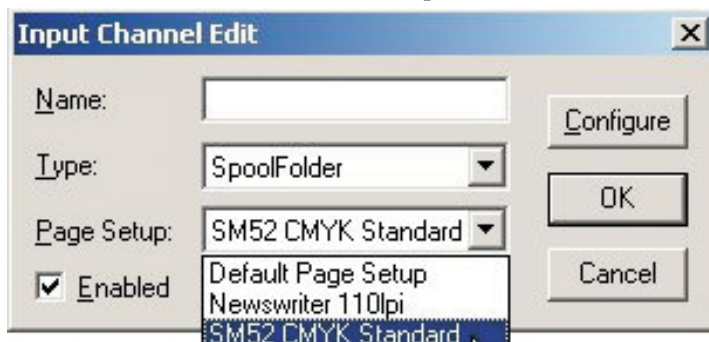 Input Channel Edit
Name:
Configure
Type:
SpoolFolder
OK
Page Setup:
SM52 CMYK Standard
Enabled
Default Page Setup
Newswriter 110lpi
SM52 CMYK Standard
Cancel